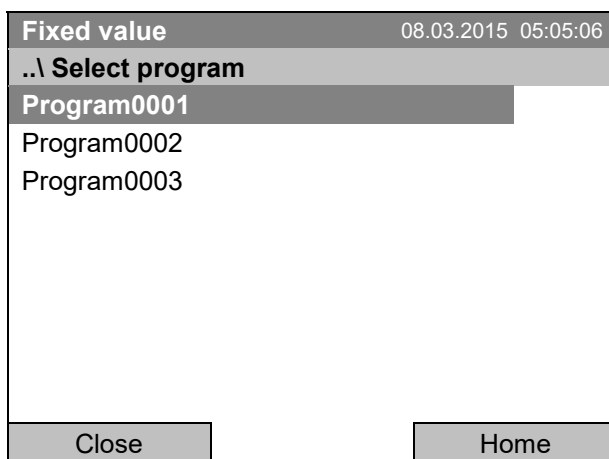 Fixed value 08.03.2015 05:05:06
..\ Select program
Program0001
Program0002
Program0003
Close Home